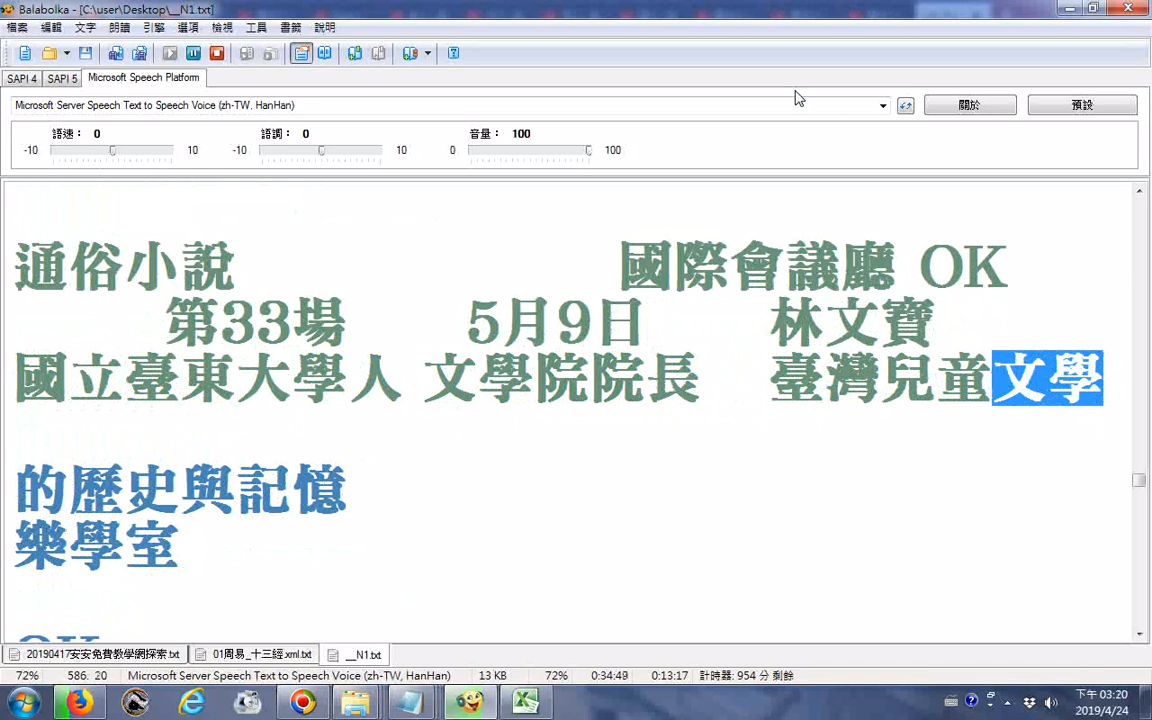 Balabolka - [C:\user\Desktop\__N1.txt]
檔案 編輯 文字 朗讀 引擎 選項 檢視 工具 書籤 說明
SAPI 4 SAPI 5 Microsoft Speech Platform
Microsoft Server Speech Text to Speech Voice (zh-TW, HanHan) 關於 預設
語速： 0 語調： 0 音量： 100
-10 10 -10 10 0 100
通俗小說 國際會議廳 OK
第33場 5月9日 林文寶
國立臺東大學人 文學院院長 臺灣兒童文學
的歷史與記憶
樂學室
OK
20190417安安免費教學網探索.txt 01周易_十三經.xml.txt __N1.txt
72% 586. 20 Microsoft Server Speech Text to Speech Voice (zh-TW, HanHan) 13 KB 72% 0:34:49 0:13:17 計時器: 954 分 剩餘
下午 03:20
2019/4/24